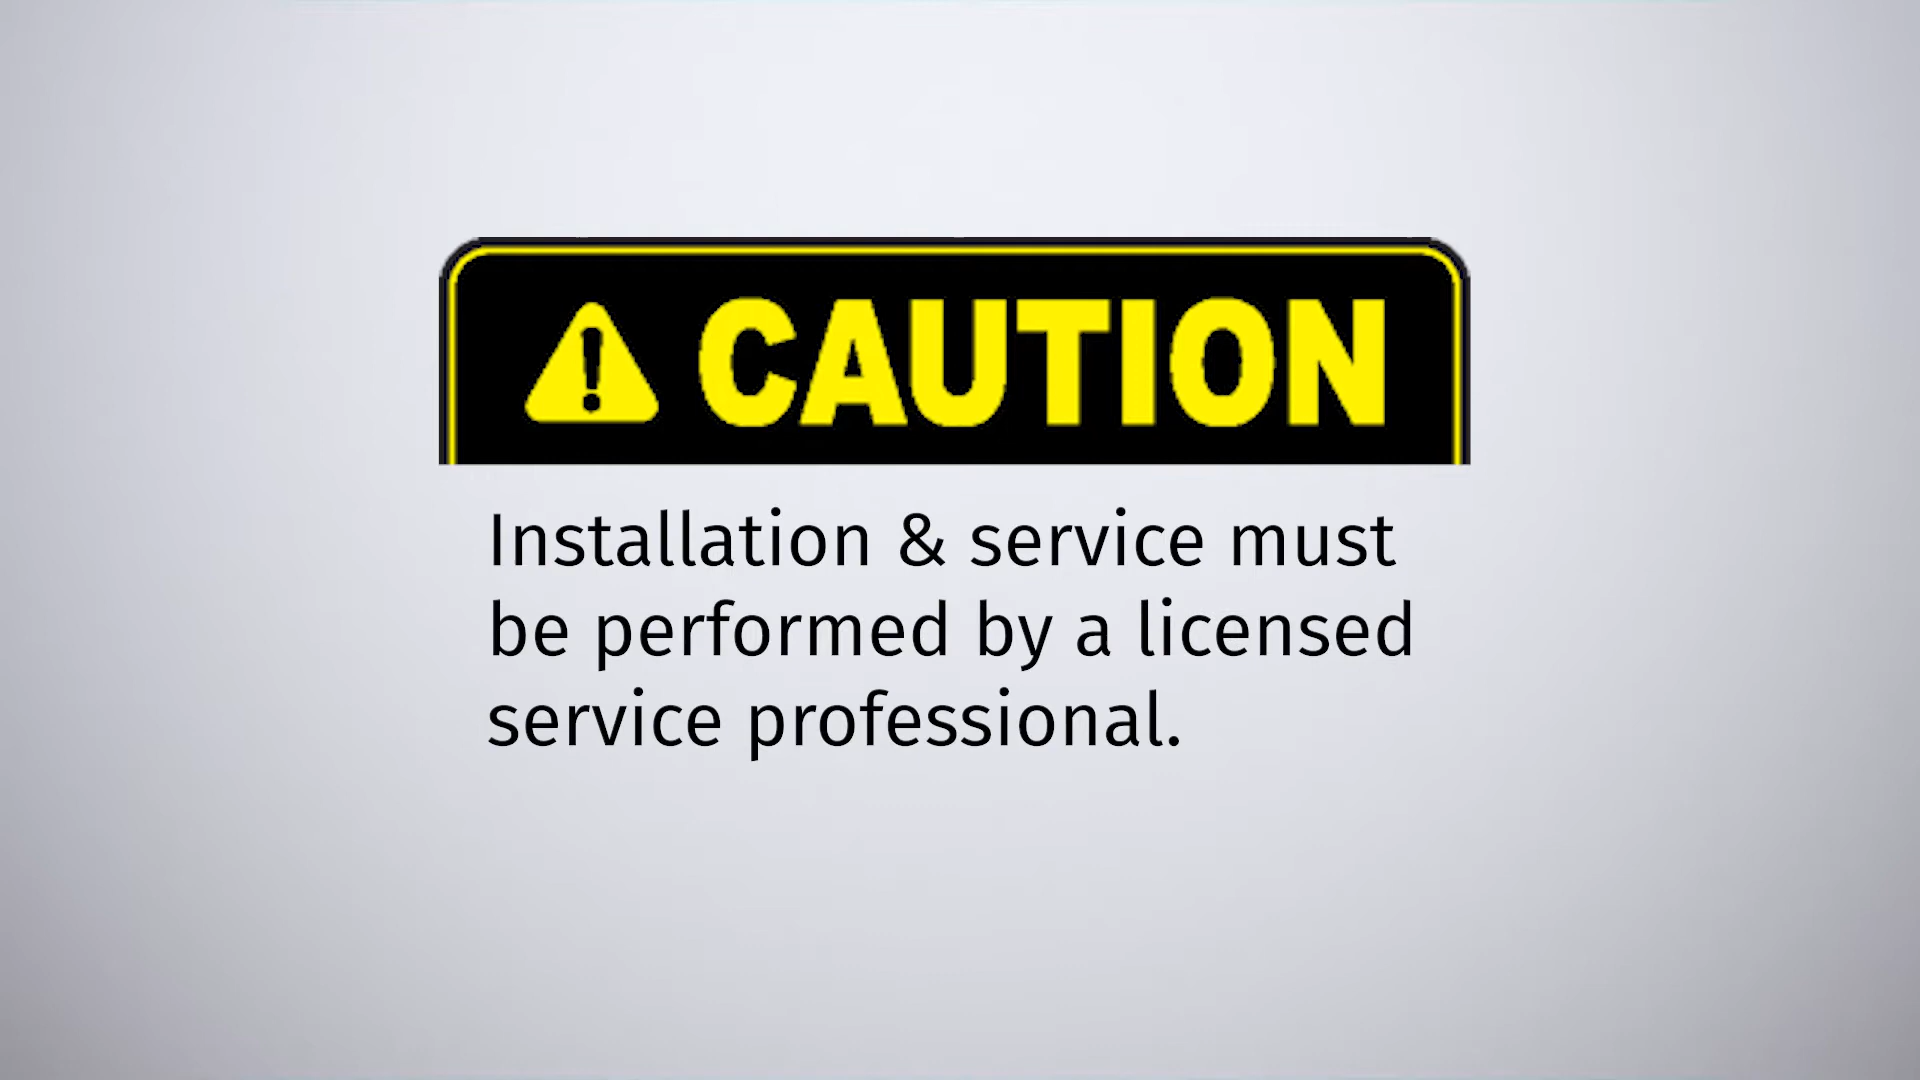 CAUTION
Installation & service must
be performed by a licensed
service professional.